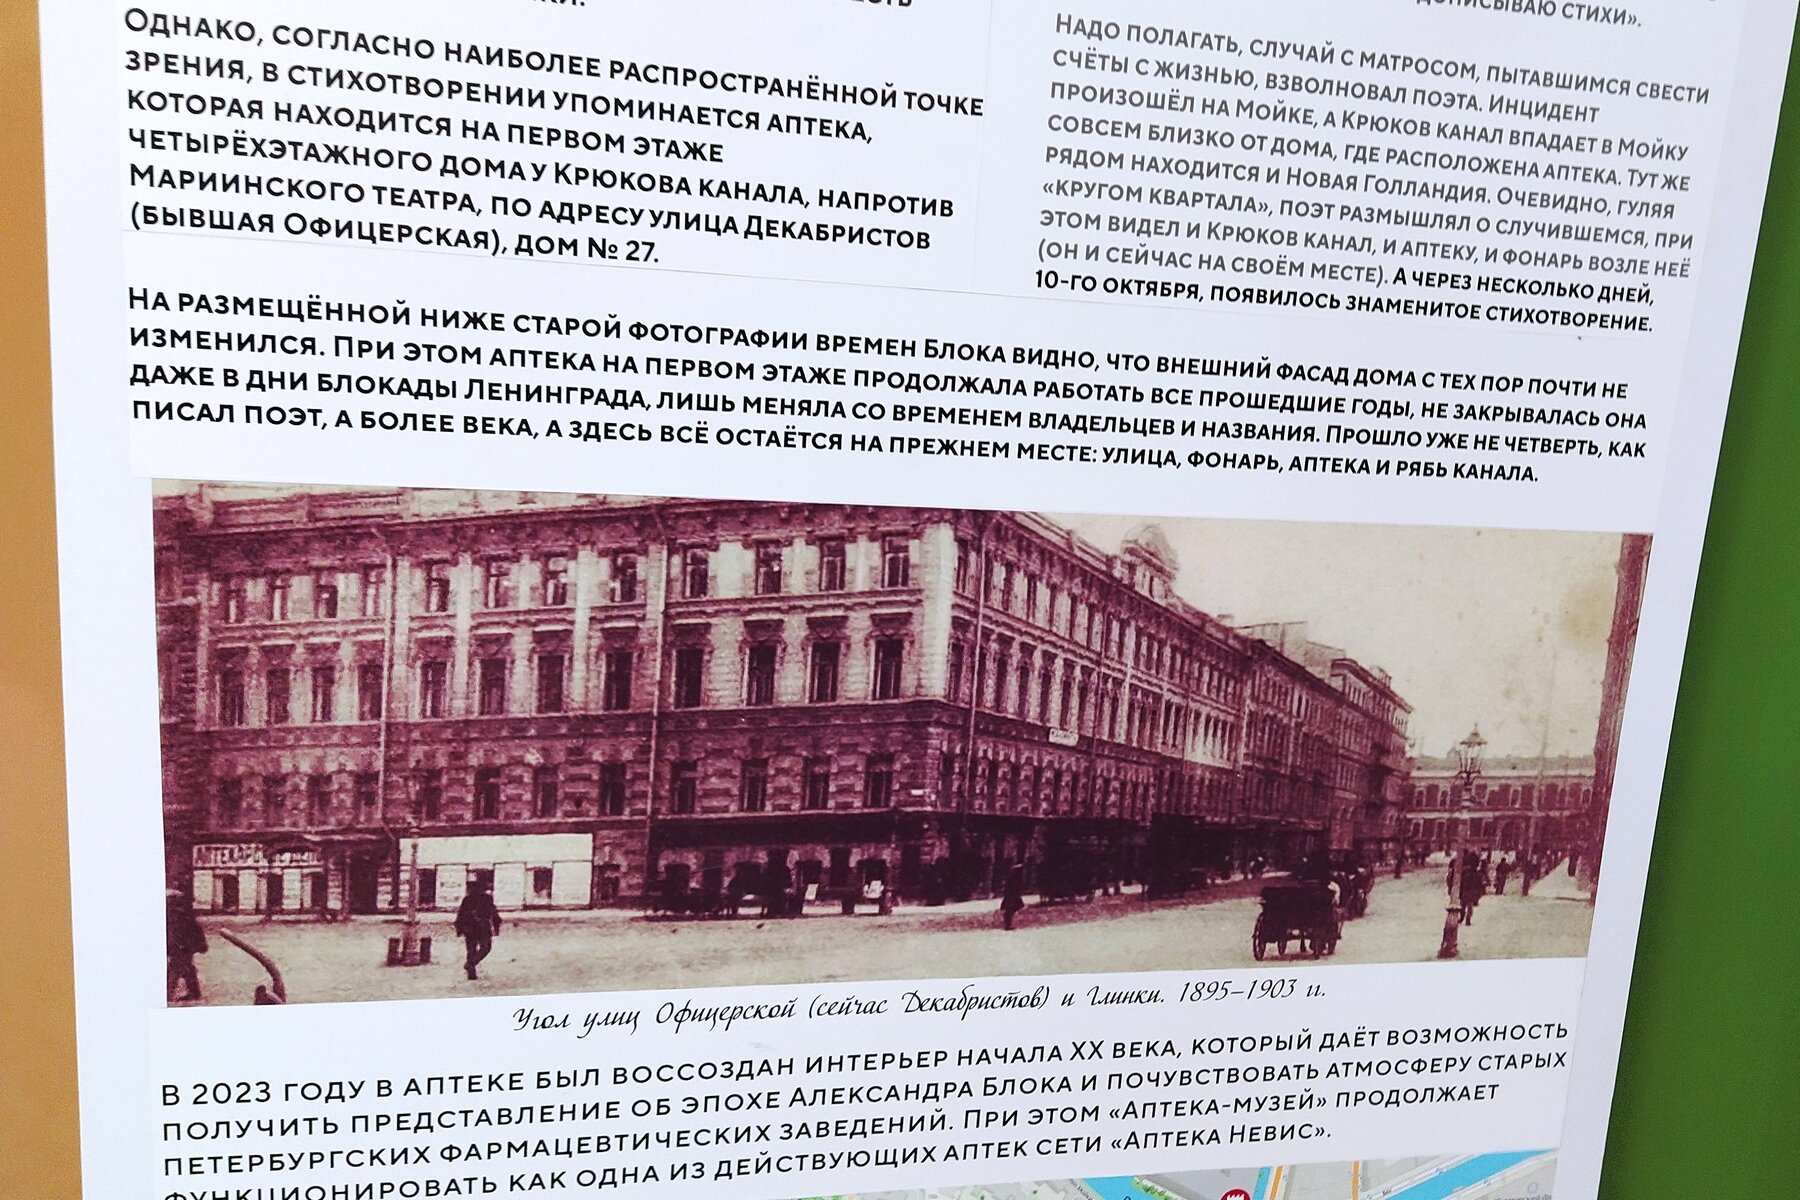 ОДНАКО, СОГЛАСНО НАИБОЛЕЕ РАСПРОСТРАНЁННОЙ ТОЧКЕ
ЗРЕНИЯ, В СТИХОТВОРЕНИИ УПОМИНАЕТСЯ АПТЕКА,
КОТОРАЯ НАХОДИТСЯ НА ПЕРВОМ ЭТАЖЕ
ЧЕТЫРЁХЭТАЖНОГО ДОМА У КРЮКОВА КАНАЛА, НАПРОТИВ
МАРИИНСКОГО ТЕАТРА, ПО АДРЕСУ УЛИЦА ДЕКАБРИСТОВ
(БЫВШАЯ ОФИЦЕРСКАЯ), ДОМ № 27.
СТИХИ».
НАДО ПОЛАГАТЬ, СЛУЧАЙ С МАТРОСОМ, ПЫТАВШИМСЯ СВЕСТИ
СЧЁТЫ С ЖИЗНЬЮ, ВЗВОЛНОВАЛ ПОЭТА. ИНЦИДЕНТ
ПРОИЗОШЁЛ НА МОЙКЕ, А КРЮКОВ КАНАЛ ВПАДАЕТ В МОЙКУ
СОВСЕМ БЛИЗКО ОТ ДОМА, ГДЕ РАСПОЛОЖЕНА АПТЕКА. ТУТ ЖЕ
РЯДОМ НАХОДИТСЯ И НОВАЯ ГОЛЛАНДИЯ. ОЧЕВИДНО, ГУЛЯЯ
«КРУГОМ КВАРТАЛА», ПОЭТ РАЗМЫШЛЯЛ О СЛУЧИВШЕМСЯ, ПРИ
ЭТОМ ВИДЕЛ И КРЮКОВ КАНАЛ, И АПТЕКУ, И ФОНАРЬ ВОЗЛЕ НЕЁ
(ОН И СЕЙЧАС НА СВОЁМ МЕСТЕ). А ЧЕРЕЗ НЕСКОЛЬКО ДНЕЙ,
10-ГО ОКТЯБРЯ, ПОЯВИЛОСЬ ЗНАМЕНИТОЕ СТИХОТВОРЕНИЕ.
НА РАЗМЕЩЁННОЙ НИЖЕ СТАРОЙ ФОТОГРАФИИ ВРЕМЕН БЛОКА ВИДНО, ЧТО ВНЕШНИЙ ФАСАД ДОМА С ТЕХ ПОР ПОЧТИ НЕ
ИЗМЕНИЛСЯ. ПРИ ЭТОМ АПТЕКА НА ПЕРВОМ ЭТАЖЕ ПРОДОЛЖАЛА РАБОТАТЬ ВСЕ ПРОШЕДШИЕ ГОДЫ, НЕ ЗАКРЫВАЛАСЬ ОНА
ДАЖЕ В ДНИ БЛОКАДЫ ЛЕНИНГРАДА, ЛИШЬ МЕНЯЛА СО ВРЕМЕНЕМ ВЛАДЕЛЬЦЕВ И НАЗВАНИЯ. ПРОШЛО УЖЕ НЕ ЧЕТВЕРТЬ, КАК
ПИСАЛ ПОЭТ, А БОЛЕЕ ВЕКА, А ЗДЕСЬ ВСЁ ОСТАЁТСЯ НА ПРЕЖНЕМ МЕСТЕ: УЛИЦА, ФОНАРЬ, АПТЕКА И РЯБЬ КАНАЛА.
Угол улиц Офицерской (сейчас Декабристов) и Глинки. 1895–1903 гг.
В 2023 ГОДУ В АПТЕКЕ БЫЛ ВОССОЗДАН ИНТЕРЬЕР НАЧАЛА XX ВЕКА, КОТОРЫЙ ДАЁТ ВОЗМОЖНОСТЬ
ПОЛУЧИТЬ ПРЕДСТАВЛЕНИЕ ОБ ЭПОХЕ АЛЕКСАНДРА БЛОКА И ПОЧУВСТВОВАТЬ АТМОСФЕРУ СТАРЫХ
ПЕТЕРБУРГСКИХ ФАРМАЦЕВТИЧЕСКИХ ЗАВЕДЕНИЙ. ПРИ ЭТОМ «АПТЕКА-МУЗЕЙ» ПРОДОЛЖАЕТ
ФУНКЦИОНИРОВАТЬ КАК ОДНА ИЗ ДЕЙСТВУЮЩИХ АПТЕК СЕТИ «АПТЕКА НЕВИС».